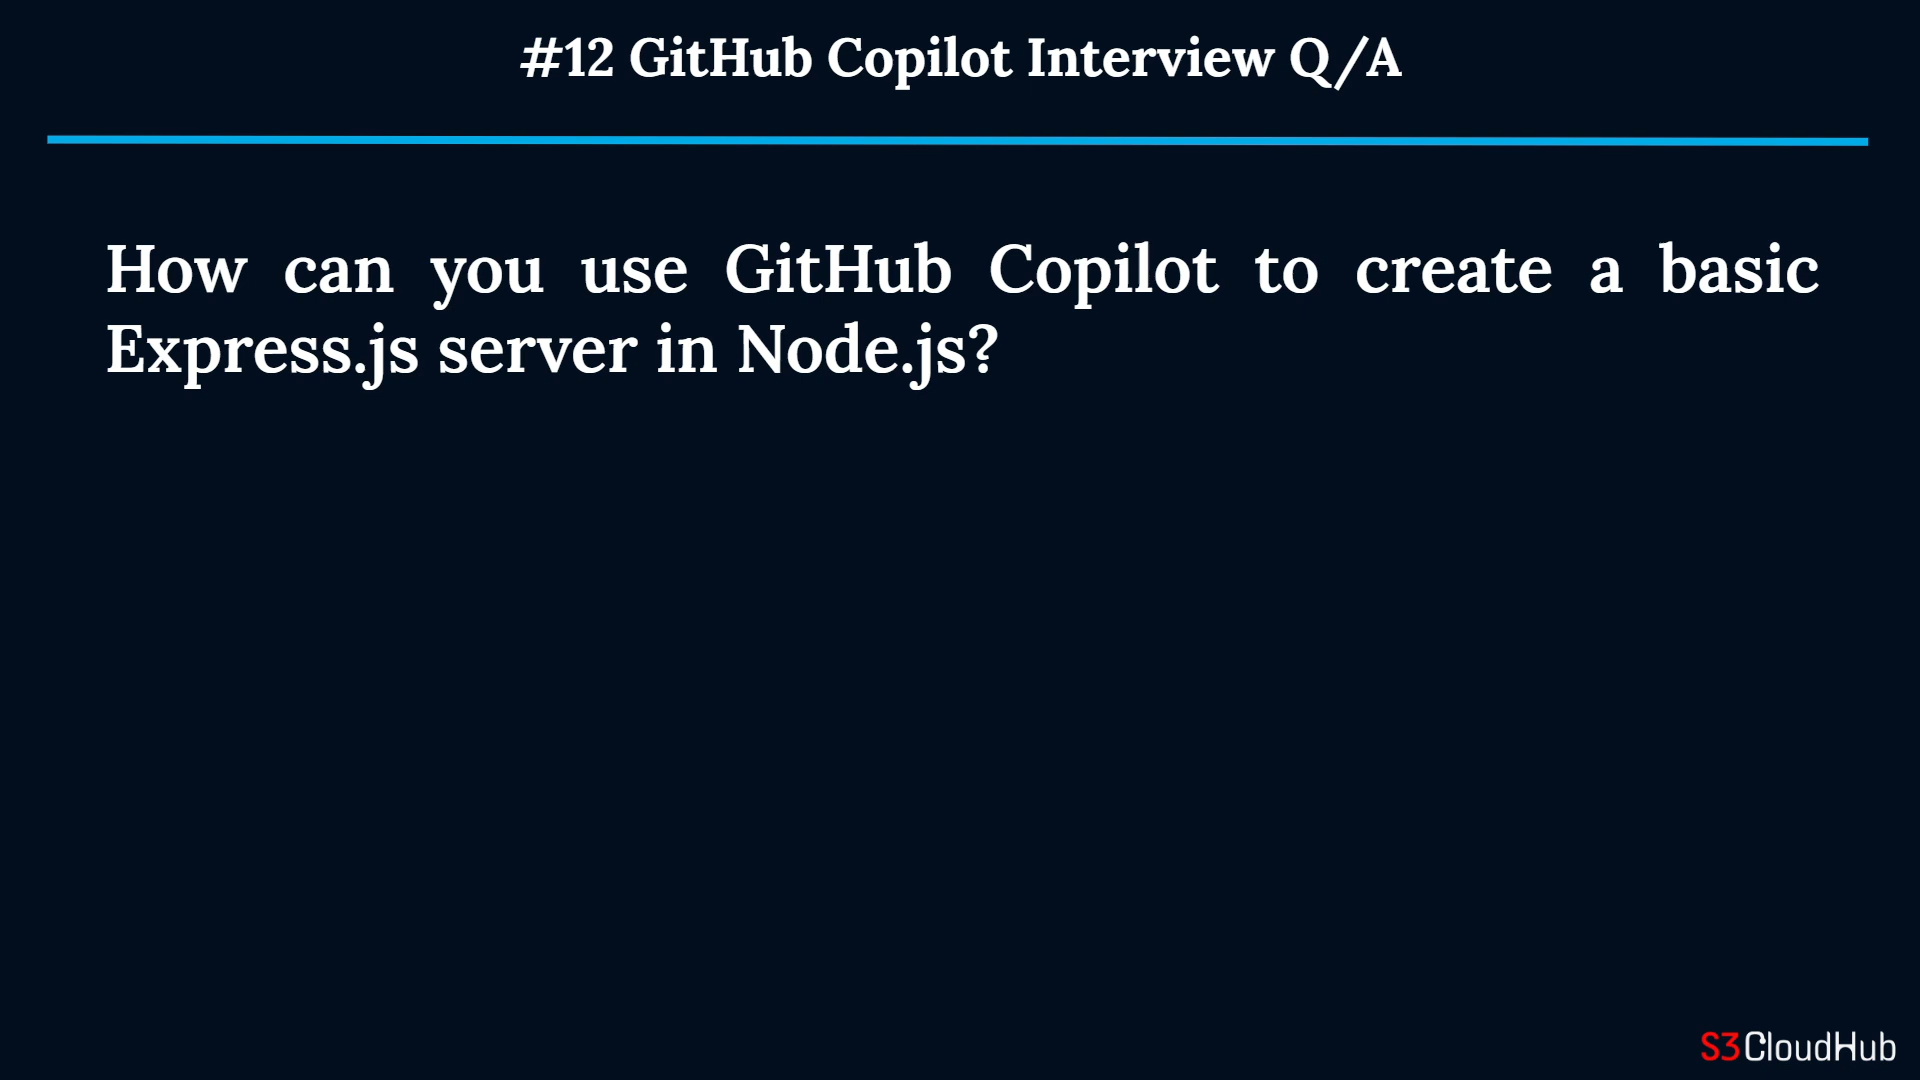 #12 GitHub Copilot Interview Q/A
How can you use GitHub Copilot to create a basic
Express.js server in Node.js?
S3CloudHub